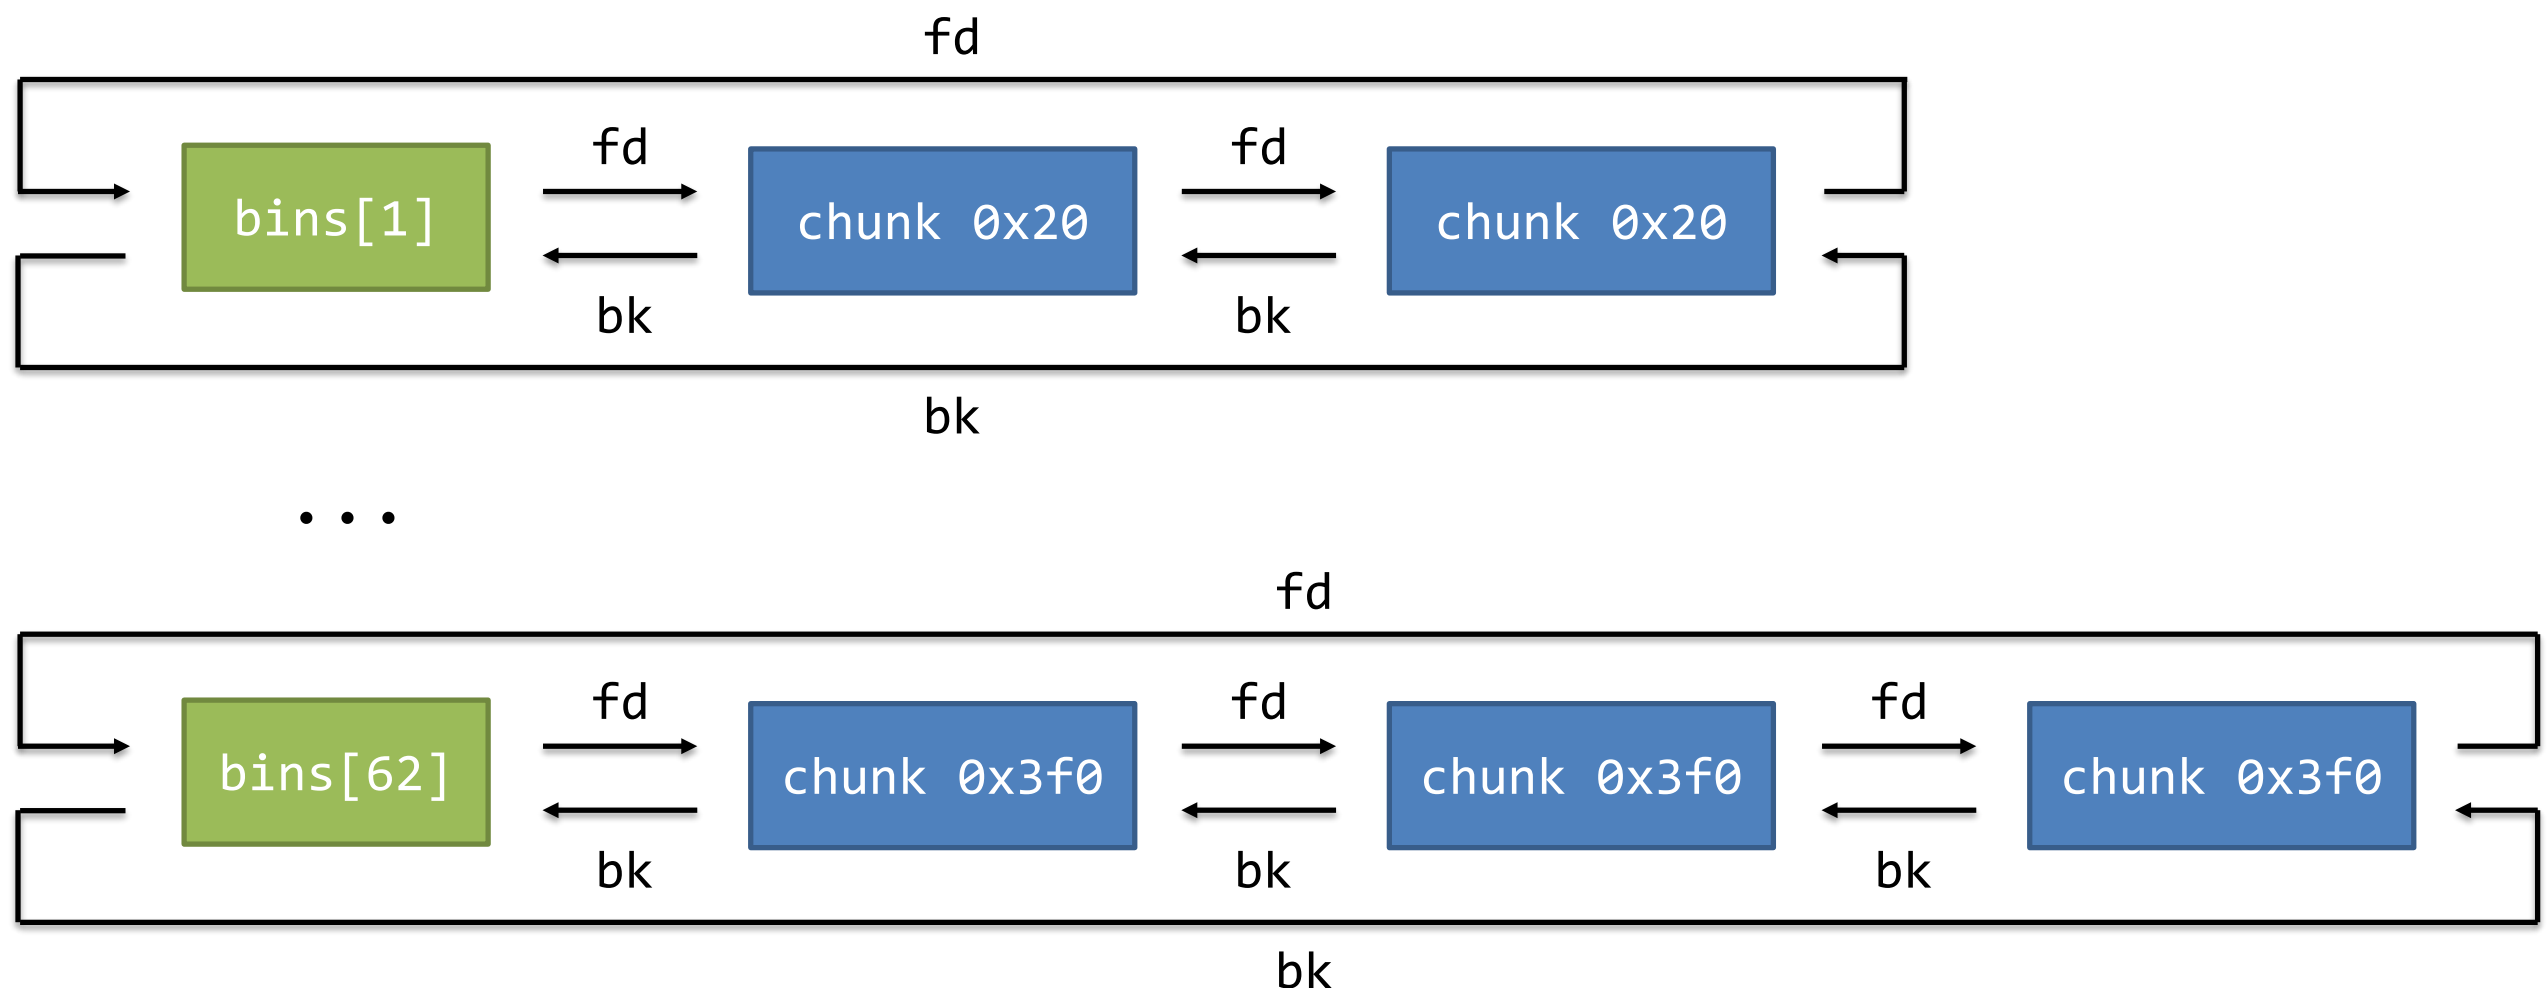 fd
fd fd
bins[1] chunk 0x20 chunk 0x20
bk bk
bk
...
fd
fd fd fd
bins[62] chunk 0x3f0 chunk 0x3f0 chunk 0x3f0
bk bk bk
bk